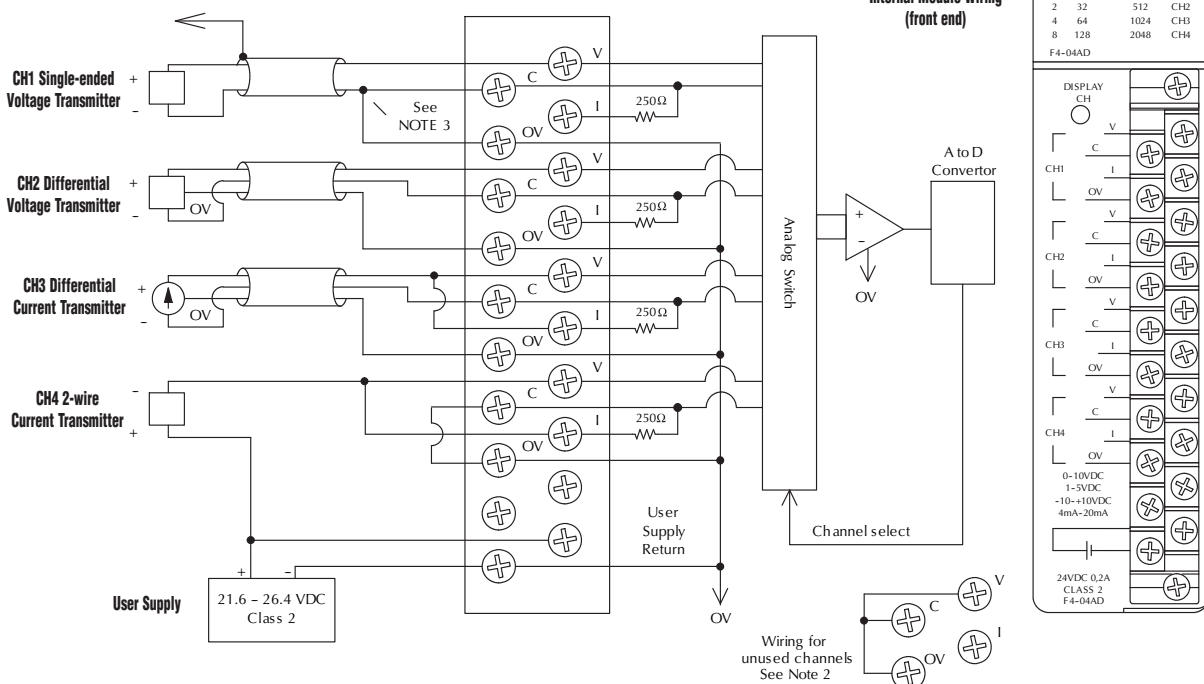 Internal Module Wiring
(front end)
CH1 Single-ended
Voltage Transmitter
+
-
See
NOTE 3
V
C
I
OV
250Ω
CH2 Differential
Voltage Transmitter
+
-
OV
V
C
I
OV
250Ω
CH3 Differential
Current Transmitter
+
-
OV
V
C
I
OV
250Ω
CH4 2-wire
Current Transmitter
-
+
V
C
I
OV
250Ω
User Supply
+ -
21.6 – 26.4 VDC
Class 2
User
Supply
Return
OV
Analog Switch
+
-
OV
A to D
Convertor
Channel select
Wiring for
unused channels
See Note 2
V
C
I
OV
2 32 512 CH2
4 64 1024 CH3
8 128 2048 CH4
F4-04AD
DISPLAY
CH
CH1
V
C
I
OV
CH2
V
C
I
OV
CH3
V
C
I
OV
CH4
V
C
I
OV
0-10VDC
1-5VDC
-10-+10VDC
4mA-20mA
24VDC 0,2A
CLASS 2
F4-04AD